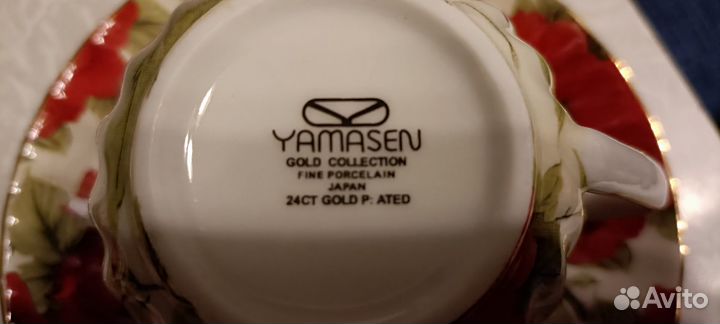 YAMASEN
GOLD COLLECTION
FINE PORCELAIN
JAPAN
24CT GOLD P: ATED
Avito